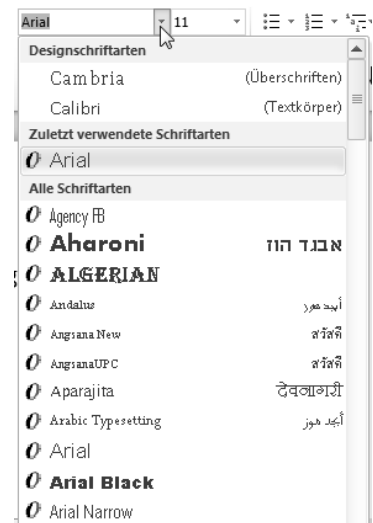 Arial 11
Designschriftarten
Cambria (Überschriften)
Calibri (Textkörper)
Zuletzt verwendete Schriftarten
Arial
Alle Schriftarten
Agency FB
Aharoni אבגד הוז
ALGERIAN
Andalus أبجد هوز
Angsana New สวัสดี
AngsanaUPC สวัสดี
Aparajita देवनागरी
Arabic Typesetting أبجد هوز
Arial
Arial Black
Arial Narrow